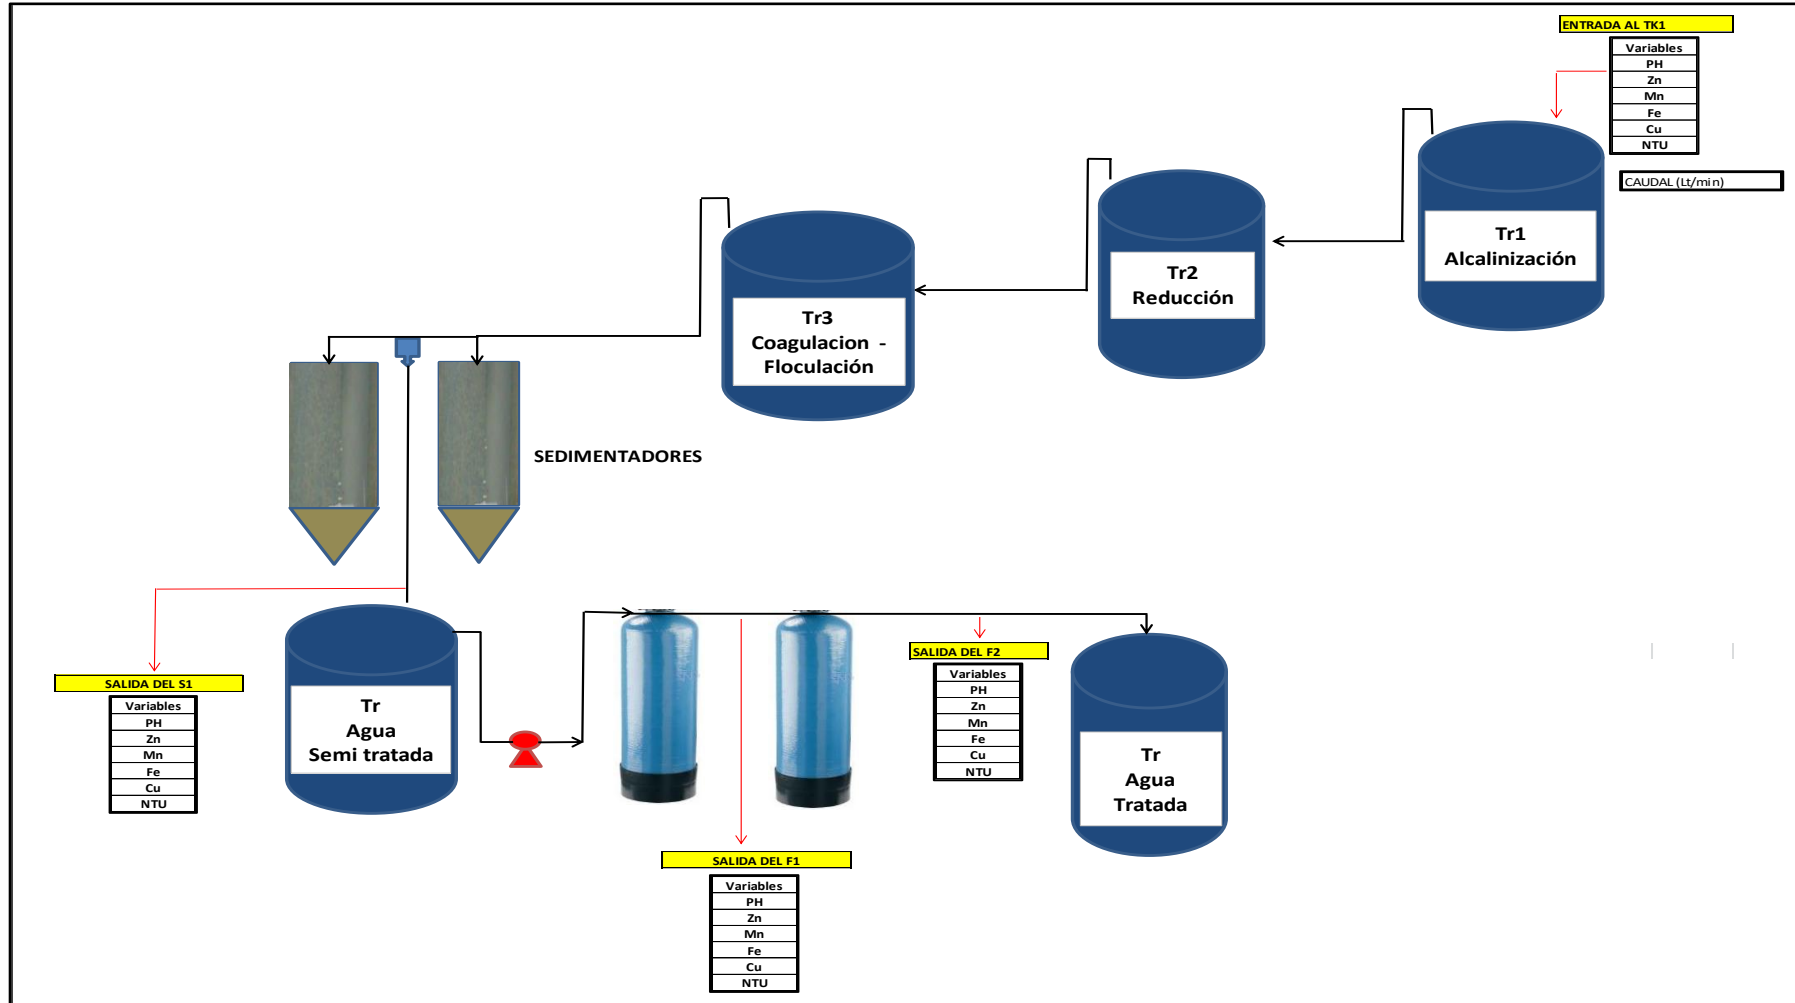 ENTRADA AL TK1
Variables
PH
Zn
Mn
Fe
Cu
NTU
CAUDAL (Lt/min)
Tr1
Alcalinización
Tr2
Reducción
Tr3
Coagulacion -
Floculación
SEDIMENTADORES
SALIDA DEL S1
Variables
PH
Zn
Mn
Fe
Cu
NTU
Tr
Agua
Semi tratada
SALIDA DEL F1
Variables
PH
Zn
Mn
Fe
Cu
NTU
SALIDA DEL F2
Variables
PH
Zn
Mn
Fe
Cu
NTU
Tr
Agua
Tratada